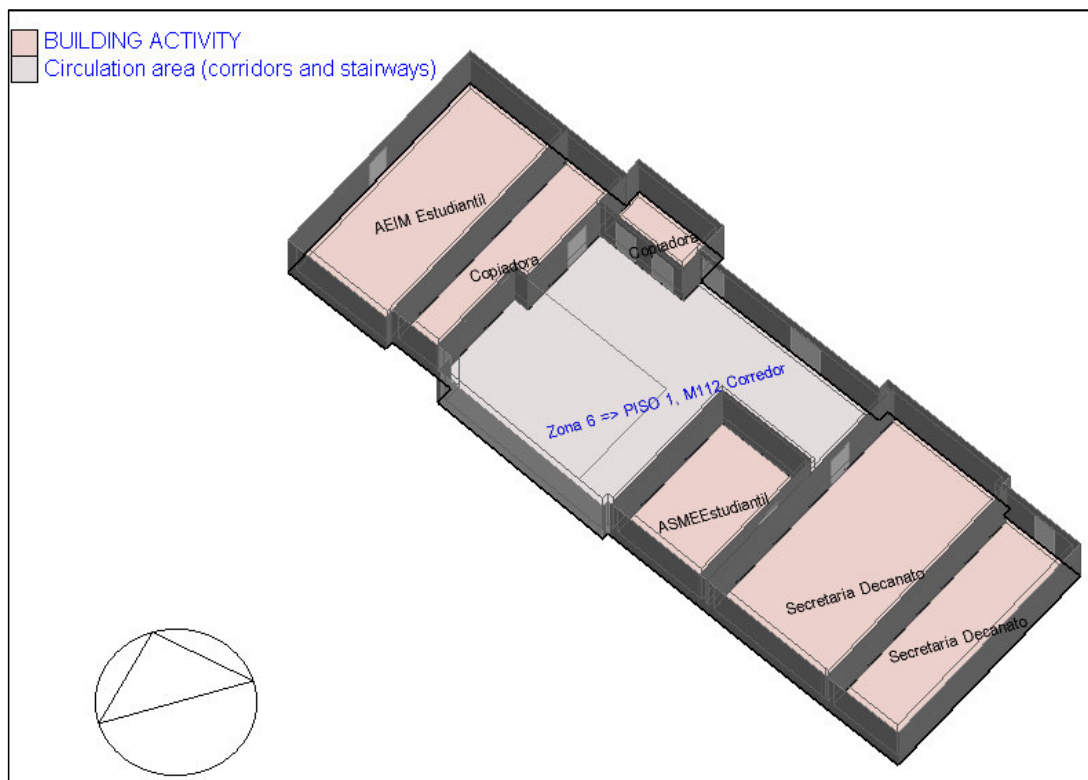 BUILDING ACTIVITY
Circulation area (corridors and stairways)
AEIM Estudiantil
Copiadora
Copiadora
Zona 6 => PISO 1, M112 Corredor
ASMEEstudiantil
Secretaria Decanato
Secretaria Decanato